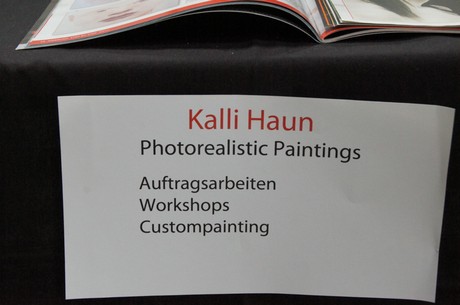 Kalli Haun
Photorealistic Paintings
Auftragsarbeiten
Workshops
Custompainting